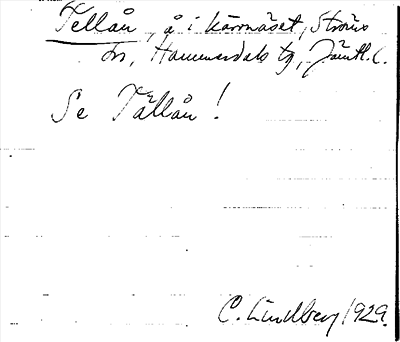 Tellån, å i Kärrnäset, Ströms
sn, Hammerdals tg, Jämtl. l.
Se Tällån!
C. Lindberg 1929.